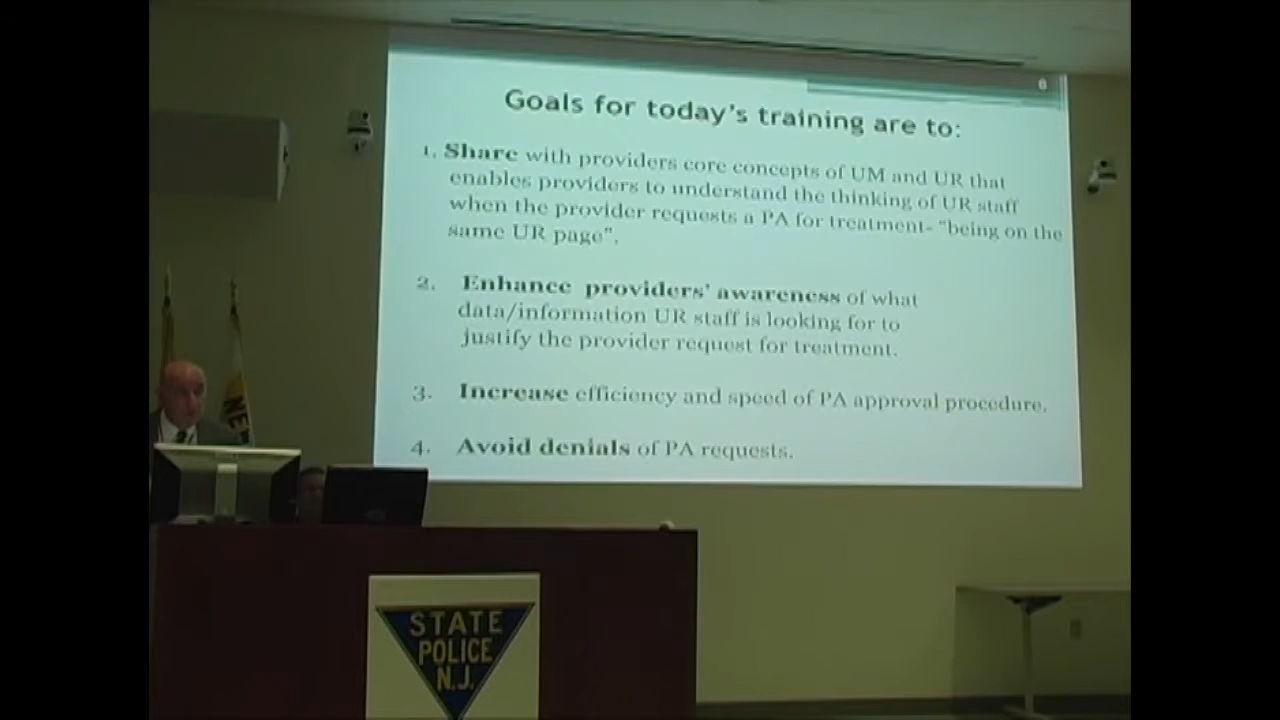 8
Goals for today's training are to:
1. Share with providers core concepts of UM and UR that
enables providers to understand the thinking of UR staff
when the provider requests a PA for treatment- "being on the
same UR page".
2. Enhance providers' awareness of what
data/information UR staff is looking for to
justify the provider request for treatment.
3. Increase efficiency and speed of PA approval procedure.
4. Avoid denials of PA requests.
STATE
POLICE
N.J.